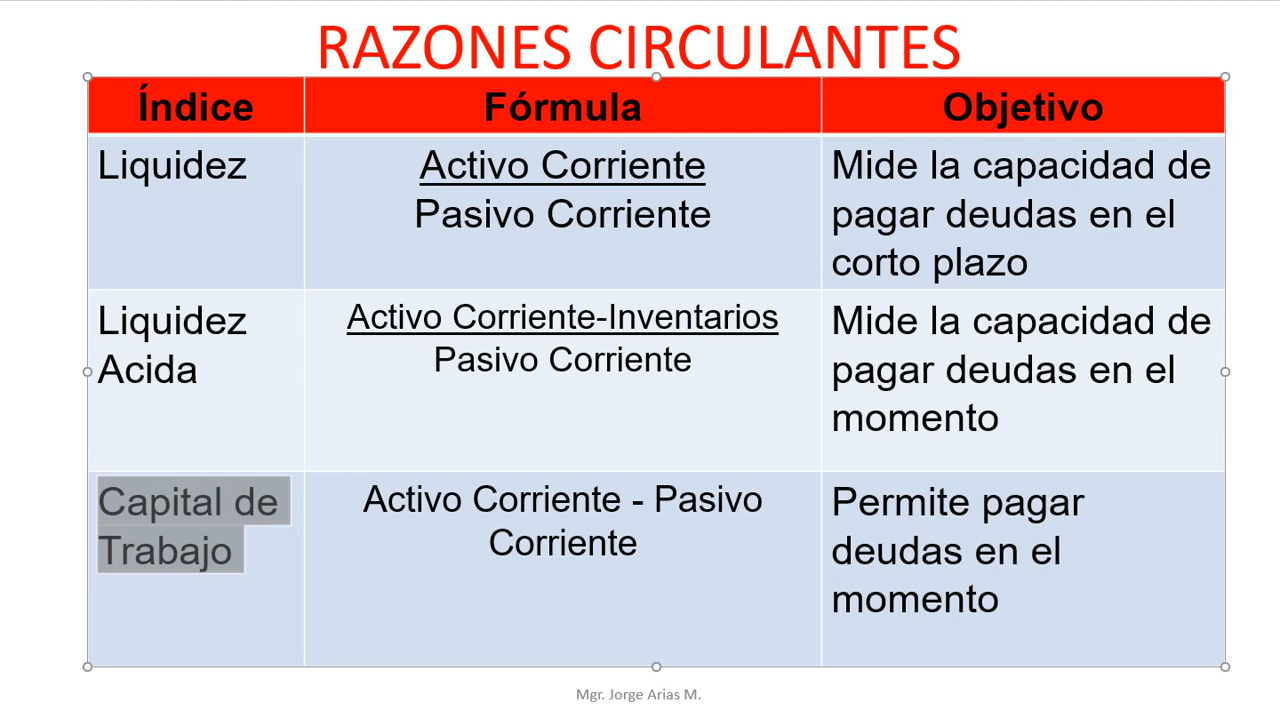 RAZONES CIRCULANTES
Índice
Fórmula
Objetivo
Liquidez
Activo Corriente
Pasivo Corriente
Mide la capacidad de
pagar deudas en el
corto plazo
Liquidez
Acida
Activo Corriente-Inventarios
Pasivo Corriente
Mide la capacidad de
pagar deudas en el
momento
Capital de
Trabajo
Activo Corriente - Pasivo
Corriente
Permite pagar
deudas en el
momento
Mgr. Jorge Arias M.